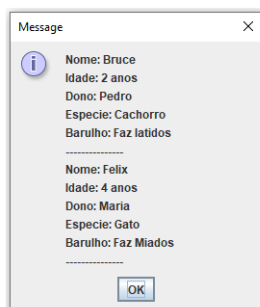 Message
Nome: Bruce
Idade: 2 anos
Dono: Pedro
Especie: Cachorro
Barulho: Faz latidos
---------------
Nome: Felix
Idade: 4 anos
Dono: Maria
Especie: Gato
Barulho: Faz Miados
---------------
OK